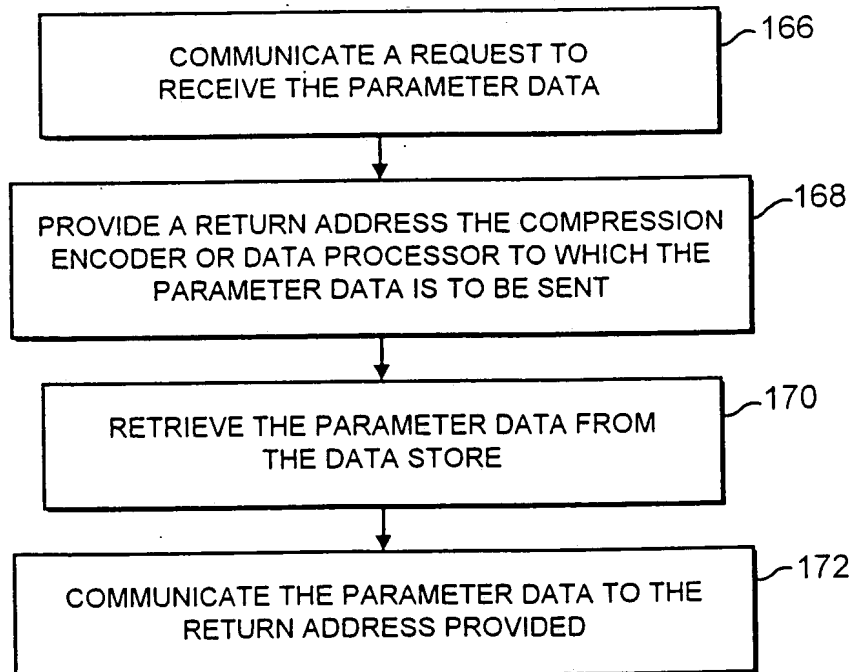 166
COMMUNICATE A REQUEST TO
RECEIVE THE PARAMETER DATA
168
PROVIDE A RETURN ADDRESS THE COMPRESSION
ENCODER OR DATA PROCESSOR TO WHICH THE
PARAMETER DATA IS TO BE SENT
170
RETRIEVE THE PARAMETER DATA FROM
THE DATA STORE
172
COMMUNICATE THE PARAMETER DATA TO THE
RETURN ADDRESS PROVIDED